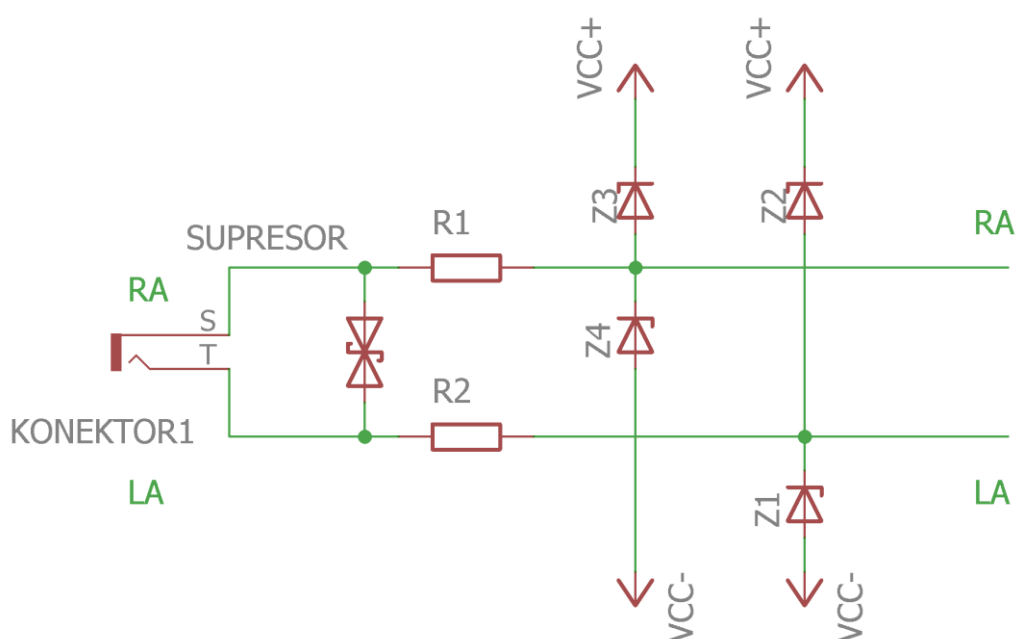 VCC+
VCC+
Z3
Z2
SUPRESOR
R1
RA
RA
S
T
Z4
R2
KONEKTOR1
LA
Z1
LA
VCC-
VCC-